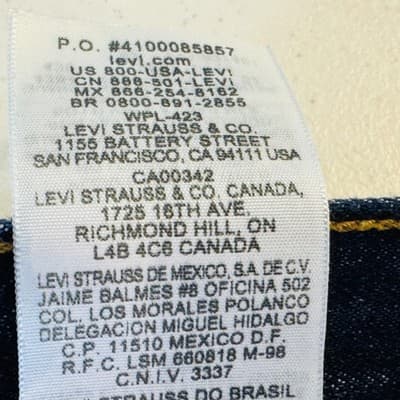 P.O. #4100085857
levi.com
US 800-USA-LEVI
CN 866-501-LEVI
MX 866-254-8162
BR 0800-891-2855
WPL-423
LEVI STRAUSS & CO.
1155 BATTERY STREET
SAN FRANCISCO, CA 94111 USA
CA00342
LEVI STRAUSS & CO. CANADA,
1725 16TH AVE.
RICHMOND HILL, ON
L4B 4C6 CANADA
LEVI STRAUSS DE MEXICO, S.A. DE C.V.
JAIME BALMES #8 OFICINA 502
COL. LOS MORALES POLANCO
DELEGACION MIGUEL HIDALGO
C.P. 11510 MEXICO D.F.
R.F.C. LSM 660818 M-98
C.N.I.V. 3337
STRAUSS DO BRASIL